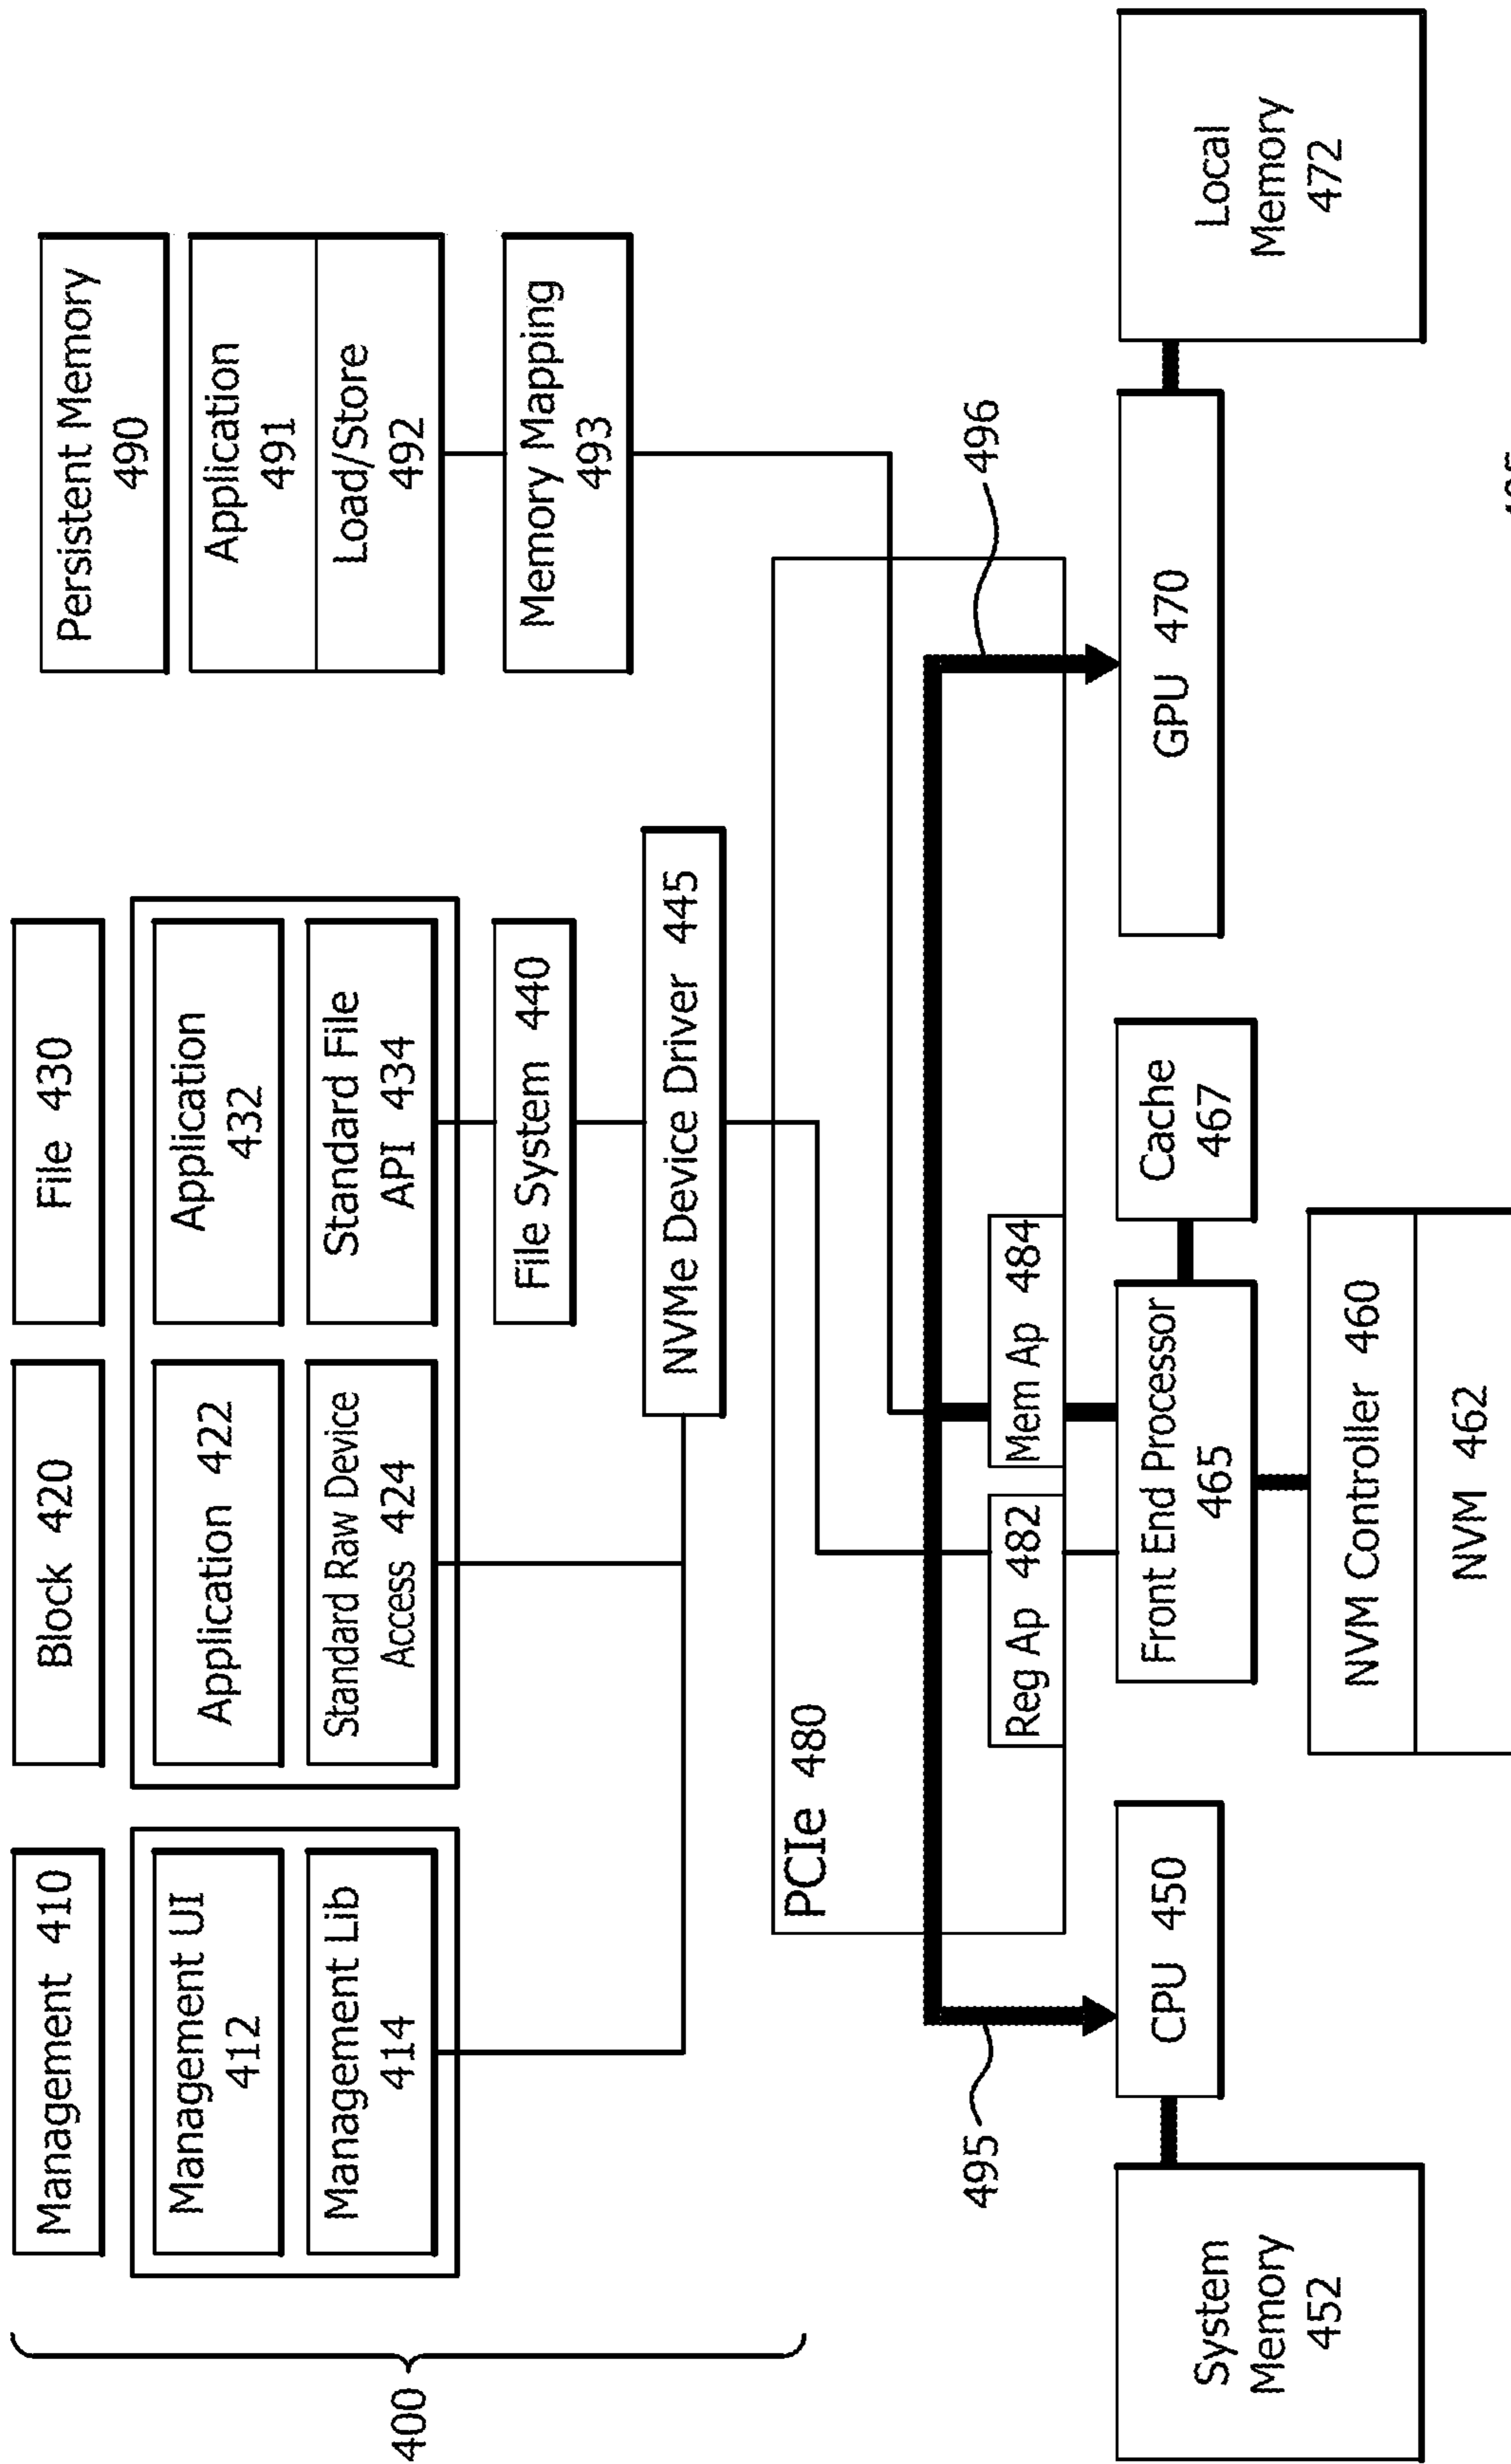 400
Management 410
Block 420
File 430
Persistent Memory
490
Management UI
412
Application 422
Application
432
Application
491
Management Lib
414
Standard Raw Device
Access 424
Standard File
API 434
Load/Store
492
File System 440
Memory Mapping
493
NVMe Device Driver 445
PCIe 480
495
496
Reg Ap 482
Mem Ap 484
System
Memory
452
CPU 450
Front End Processor
465
Cache
467
GPU 470
Local
Memory
472
NVM Controller 460
NVM 462